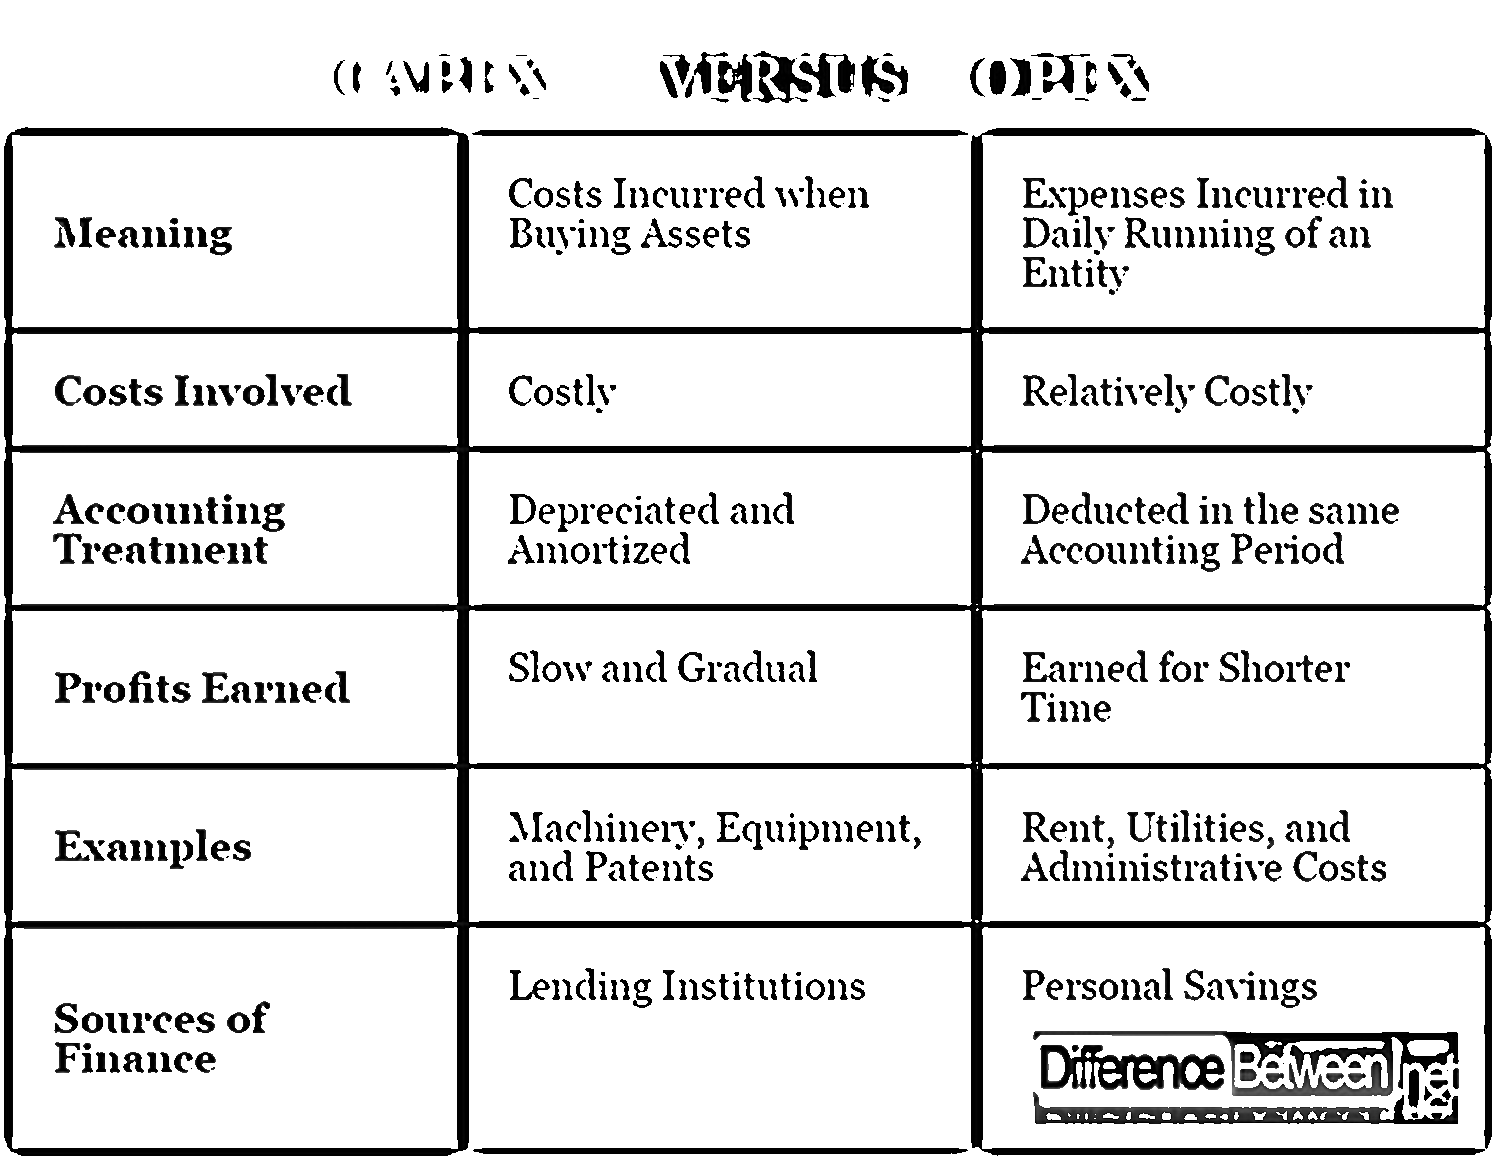 CAPEX VERSUS OPEX
Meaning
Costs Incurred when
Buying Assets
Expenses Incurred in
Daily Running of an
Entity
Costs Involved
Costly
Relatively Costly
Accounting
Treatment
Depreciated and
Amortized
Deducted in the same
Accounting Period
Profits Earned
Slow and Gradual
Earned for Shorter
Time
Examples
Machinery, Equipment,
and Patents
Rent, Utilities, and
Administrative Costs
Sources of
Finance
Lending Institutions
Personal Savings
DifferenceBetween.net